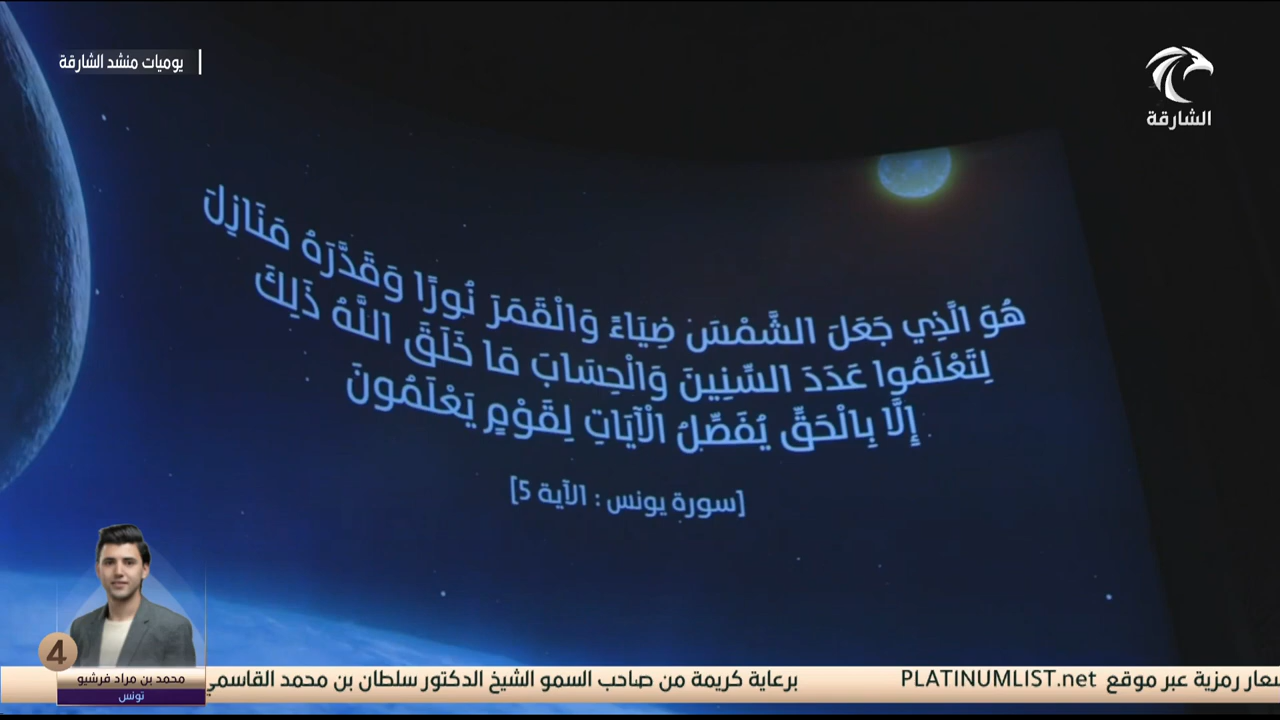 يوميات منشد الشارقة
الشارقة
هُوَ الَّذِي جَعَلَ الشَّمْسَ ضِيَاءً وَالْقَمَرَ نُورًا وَقَدَّرَهُ مَنَازِلَ
لِتَعْلَمُوا عَدَدَ السِّنِينَ وَالْحِسَابَ مَا خَلَقَ اللَّهُ ذَلِكَ
إِلَّا بِالْحَقِّ يُفَصِّلُ الْآيَاتِ لِقَوْمٍ يَعْلَمُونَ
[سورة يونس : الآية 5]
4
محمد بن مراد فرشيو
تونس
رمزية عبر موقع PLATINUMLIST.net
برعاية كريمة من صاحب السمو الشيخ الدكتور سلطان بن محمد القاسمي